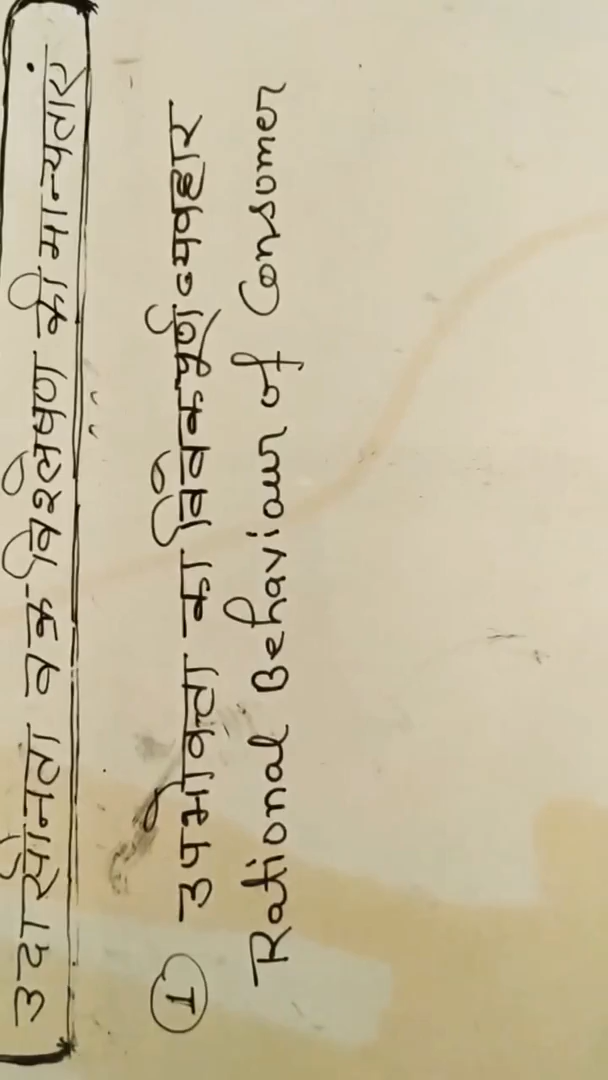 उदासीनता वक्र विश्लेषण की मान्यताएं
① उपभोक्ता का विवेकपूर्ण व्यवहार
Rational Behaviour of Consumer